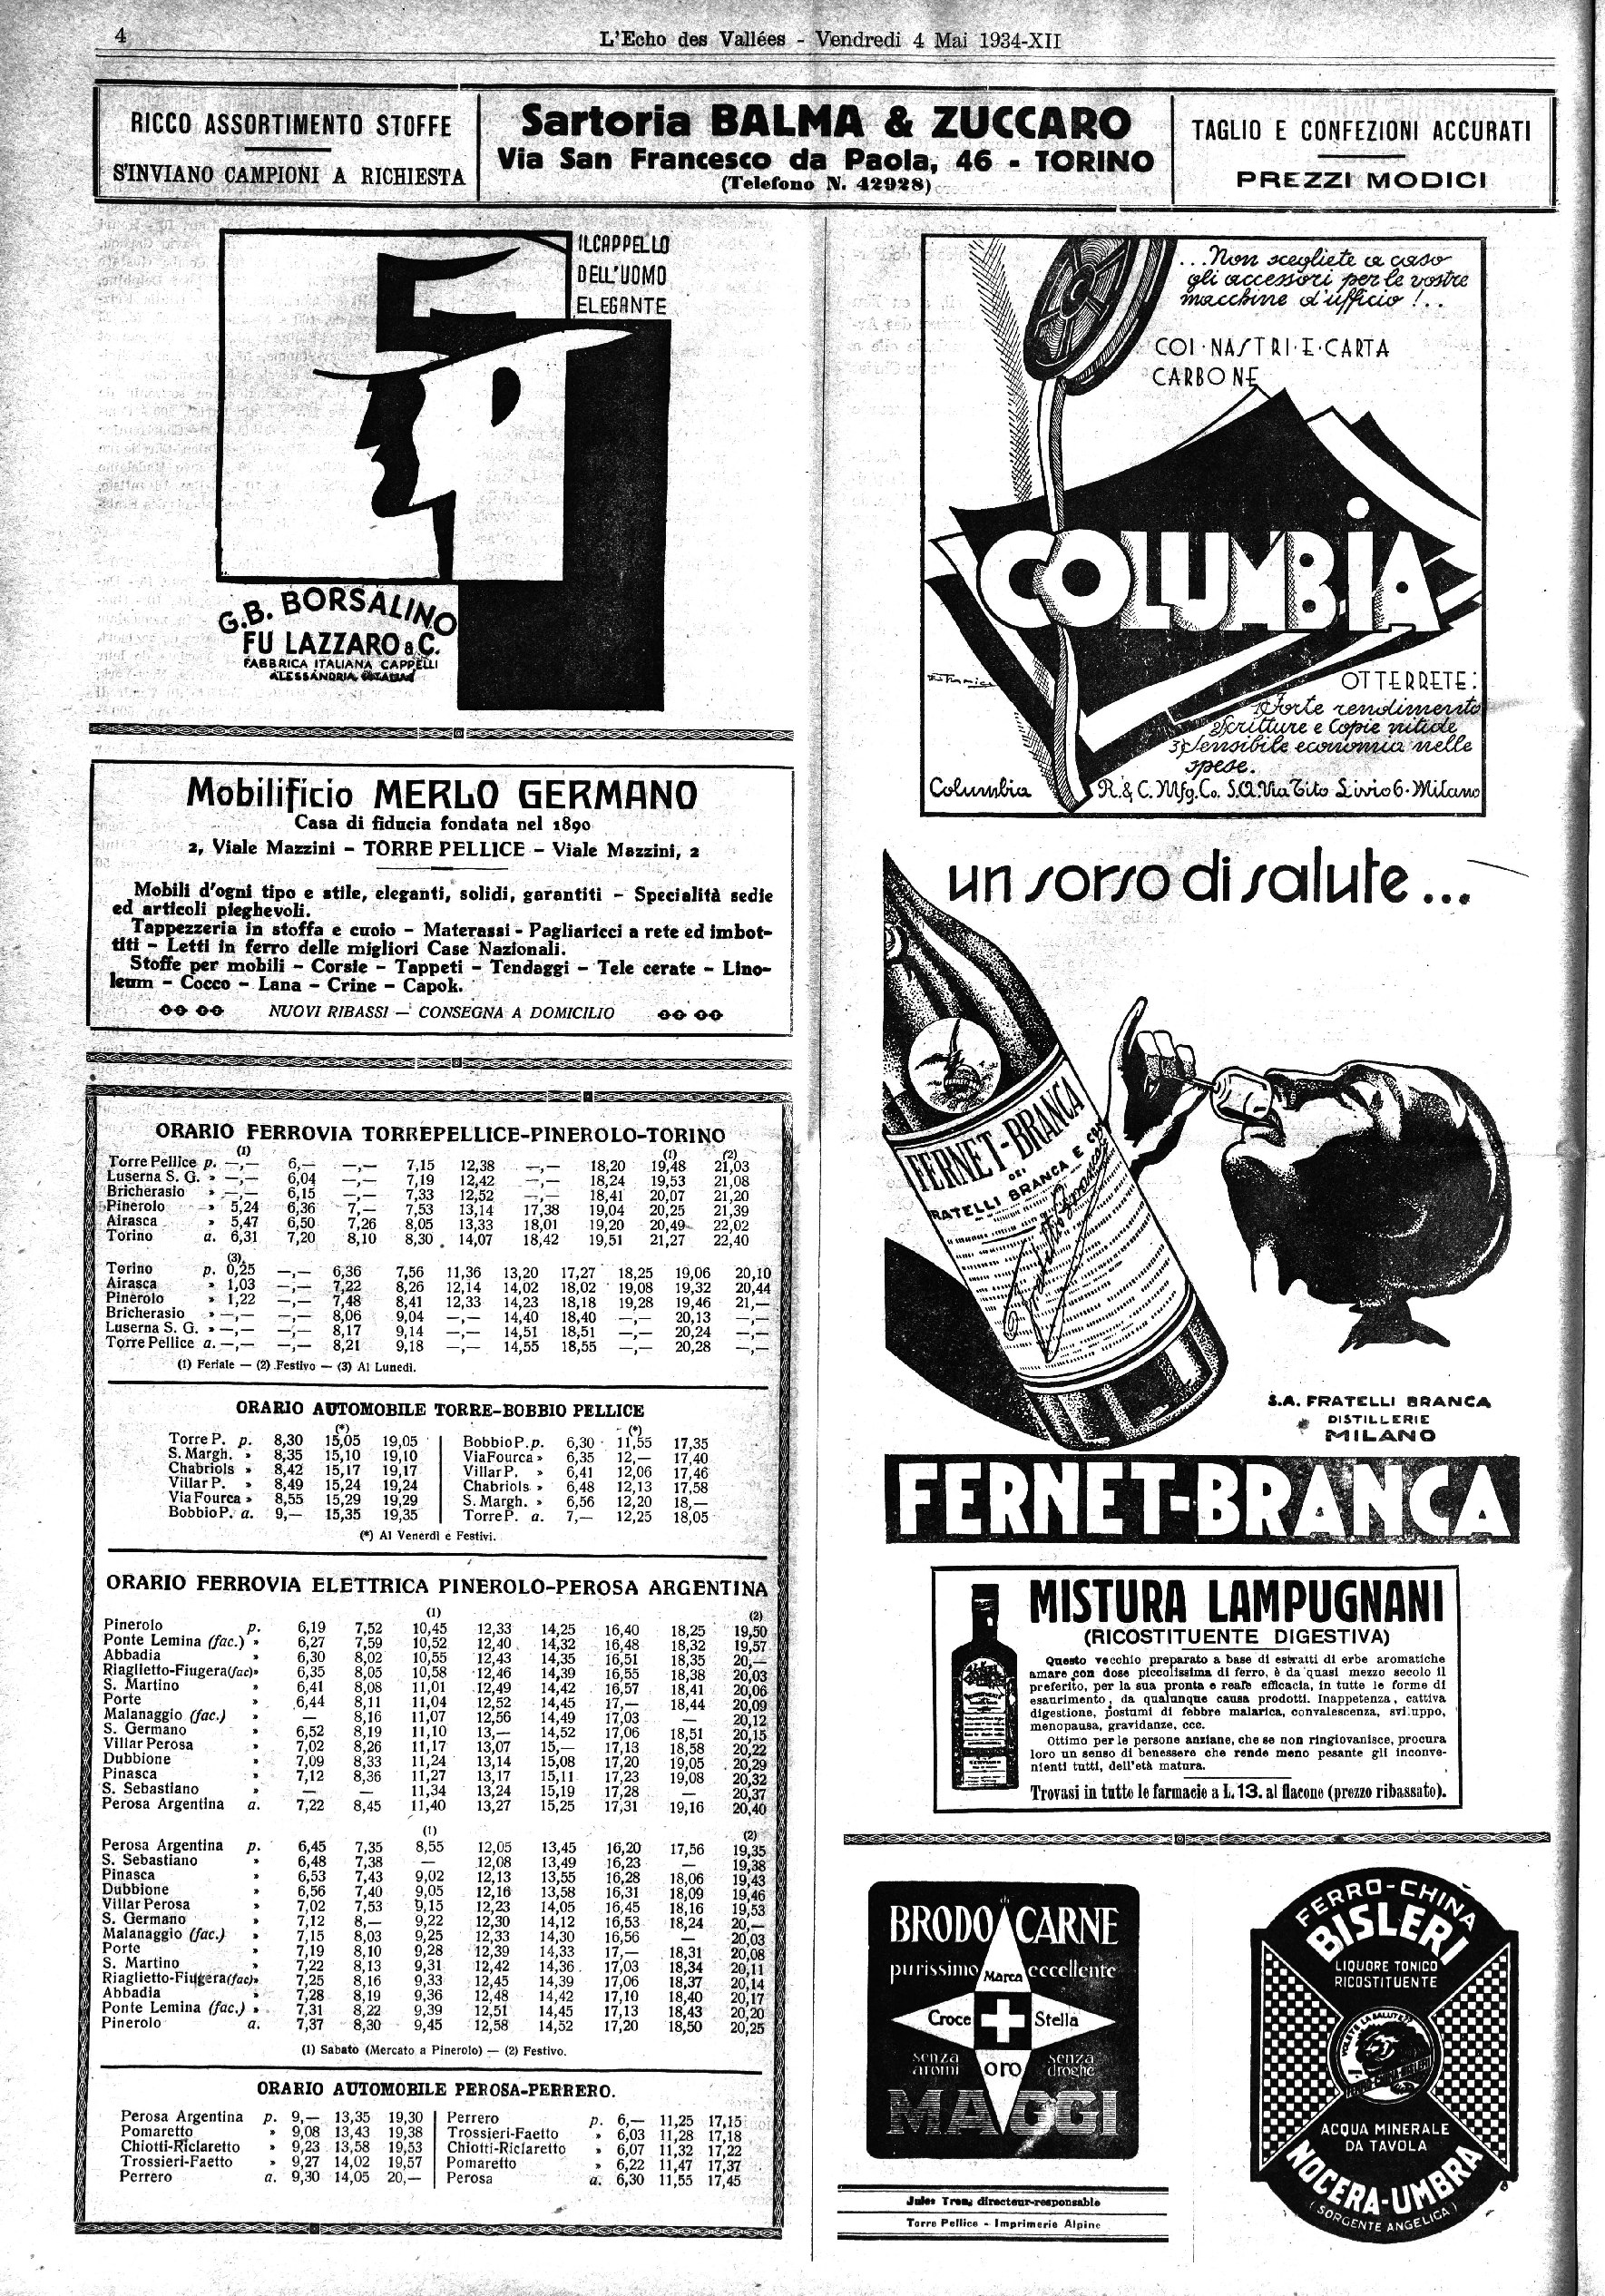 4
L'Echo des Vallées - Vendredi 4 Mai 1934-XII
RICCO ASSORTIMENTO STOFFE
S'INVIANO CAMPIONI A RICHIESTA
Sartoria BALMA & ZUCCARO
Via San Francesco da Paola, 46 - TORINO
(Telefono N. 42928)
TAGLIO E CONFEZIONI ACCURATI
PREZZI MODICI
IL CAPPELLO
DELL'UOMO
ELEGANTE
G.B. BORSALINO
FU LAZZARO & C.
FABBRICA ITALIANA CAPPELLI
ALESSANDRIA
Mobilificio MERLO GERMANO
Casa di fiducia fondata nel 1890
2, Viale Mazzini - TORRE PELLICE - Viale Mazzini, 2
Mobili d'ogni tipo e stile, eleganti, solidi, garantiti - Specialità sedie
ed articoli pieghevoli.
Tappezzeria in stoffa e cuoio - Materassi - Pagliaricci a rete ed imbot-
titi - Letti in ferro delle migliori Case Nazionali.
Stoffe per mobili - Corsie - Tappeti - Tendaggi - Tele cerate - Lino-
leum - Cocco - Lana - Crine - Capok.
NUOVI RIBASSI — CONSEGNA A DOMICILIO
ORARIO FERROVIA TORREPELLICE-PINEROLO-TORINO
(1) (1) (2)
Torre Pellice p. —,— 6,— —,— 7,15 12,38 —,— 18,20 19,48 21,03
Luserna S. G. » —,— 6,04 —,— 7,19 12,42 —,— 18,24 19,53 21,08
Bricherasio » —,— 6,15 —,— 7,33 12,52 —,— 18,41 20,07 21,20
Pinerolo » 5,24 6,36 7,— 7,53 13,14 17,38 19,04 20,25 21,39
Airasca » 5,47 6,50 7,26 8,05 13,33 18,01 19,20 20,49 22,02
Torino a. 6,31 7,20 8,10 8,30 14,07 18,42 19,51 21,27 22,40
(3)
Torino p. 0,25 —,— 6,36 7,56 11,36 13,20 17,27 18,25 19,06 20,10
Airasca » 1,03 —,— 7,22 8,26 12,14 14,02 18,02 19,08 19,32 20,44
Pinerolo » 1,22 —,— 7,48 8,41 12,33 14,23 18,18 19,28 19,46 21,—
Bricherasio » —,— —,— 8,06 9,04 —,— 14,40 18,40 —,— 20,13 —,—
Luserna S. G. » —,— —,— 8,17 9,14 —,— 14,51 18,51 —,— 20,24 —,—
Torre Pellice a. —,— —,— 8,21 9,18 —,— 14,55 18,55 —,— 20,28 —,—
(1) Feriale — (2) Festivo — (3) Al Lunedì.
ORARIO AUTOMOBILE TORRE-BOBBIO PELLICE
(*)
Torre P. p. 8,30 15,05 19,05
S. Margh. » 8,35 15,10 19,10
Chabriols » 8,42 15,17 19,17
Villar P. » 8,49 15,24 19,24
Via Fourca » 8,55 15,29 19,29
Bobbio P. a. 9,— 15,35 19,35
(*)
Bobbio P. p. 6,30 11,55 17,35
Via Fourca » 6,35 12,— 17,40
Villar P. » 6,41 12,06 17,46
Chabriols » 6,48 12,13 17,58
S. Margh. » 6,56 12,20 18,—
Torre P. a. 7,— 12,25 18,05
(*) Al Venerdì e Festivi.
ORARIO FERROVIA ELETTRICA PINEROLO-PEROSA ARGENTINA
(1) (2)
Pinerolo p. 6,19 7,52 10,45 12,33 14,25 16,40 18,25 19,50
Ponte Lemina (fac.) » 6,27 7,59 10,52 12,40 14,32 16,48 18,32 19,57
Abbadia » 6,30 8,02 10,55 12,43 14,35 16,51 18,35 20,—
Riaglietto-Fiugera (fac) » 6,35 8,05 10,58 12,46 14,39 16,55 18,38 20,03
S. Martino » 6,41 8,08 11,01 12,49 14,42 16,57 18,41 20,06
Porte » 6,44 8,11 11,04 12,52 14,45 17,— 18,44 20,09
Malanaggio (fac.) » — 8,16 11,07 12,56 14,49 17,03 — 20,12
S. Germano » 6,52 8,19 11,10 13,— 14,52 17,06 18,51 20,15
Villar Perosa » 7,02 8,26 11,17 13,07 15,— 17,13 18,58 20,22
Dubbione » 7,09 8,33 11,24 13,14 15,08 17,20 19,05 20,29
Pinasca » 7,12 8,36 11,27 13,17 15,11 17,23 19,08 20,32
S. Sebastiano » — — 11,34 13,24 15,19 17,28 — 20,37
Perosa Argentina a. 7,22 8,45 11,40 13,27 15,25 17,31 19,16 20,40
(1) (2)
Perosa Argentina p. 6,45 7,35 8,55 12,05 13,45 16,20 17,56 19,35
S. Sebastiano » 6,48 7,38 — 12,08 13,49 16,23 — 19,38
Pinasca » 6,53 7,43 9,02 12,13 13,55 16,28 18,06 19,43
Dubbione » 6,56 7,40 9,05 12,16 13,58 16,31 18,09 19,46
Villar Perosa » 7,02 7,53 9,15 12,23 14,05 16,45 18,16 19,53
S. Germano » 7,12 8,— 9,22 12,30 14,12 16,53 18,24 20,—
Malanaggio (fac.) » 7,15 8,03 9,25 12,33 14,30 16,56 — 20,03
Porte » 7,19 8,10 9,28 12,39 14,33 17,— 18,31 20,08
S. Martino » 7,22 8,13 9,31 12,42 14,36 17,03 18,34 20,11
Riaglietto-Fiugera (fac) » 7,25 8,16 9,33 12,45 14,39 17,06 18,37 20,14
Abbadia » 7,28 8,19 9,36 12,48 14,42 17,10 18,40 20,17
Ponte Lemina (fac.) » 7,31 8,22 9,39 12,51 14,45 17,13 18,43 20,20
Pinerolo a. 7,37 8,30 9,45 12,58 14,52 17,20 18,50 20,25
(1) Sabato (Mercato a Pinerolo) — (2) Festivo.
ORARIO AUTOMOBILE PEROSA-PERRERO.
Perosa Argentina p. 9,— 13,35 19,30
Pomaretto » 9,08 13,43 19,38
Chiotti-Riclaretto » 9,23 13,58 19,53
Trossieri-Faetto » 9,27 14,02 19,57
Perrero a. 9,30 14,05 20,—
Perrero p. 6,— 11,25 17,15
Trossieri-Faetto » 6,03 11,28 17,18
Chiotti-Riclaretto » 6,07 11,32 17,22
Pomaretto » 6,22 11,47 17,37
Perosa a. 6,30 11,55 17,45
...Non scegliete a caso
gli accessori per le vostre
macchine d'ufficio!..
COI·NASTRI·E·CARTA
CARBONE
COLUMBIA
OTTERRETE:
1) Forte rendimento
2) Scritture e Copie nitide
3) Sensibile economia nelle
spese.
Columbia R. & C. Mfg. Co. S.A. Via Tito Livio 6 · Milano
un sorso di salute...
FERNET-BRANCA
DEI
FRATELLI BRANCA E
S.A. FRATELLI BRANCA
DISTILLERIE
MILANO
FERNET-BRANCA
MISTURA LAMPUGNANI
(RICOSTITUENTE DIGESTIVA)
Questo vecchio preparato a base di estratti di erbe aromatiche
amare con dose piccolissima di ferro, è da quasi mezzo secolo il
preferito, per la sua pronta e reale efficacia, in tutte le forme di
esaurimento, da qualunque causa prodotti. Inappetenza, cattiva
digestione, postumi di febbre malarica, convalescenza, sviluppo,
menopausa, gravidanze, ecc.
Ottimo per le persone anziane, che se non ringiovanisce, procura
loro un senso di benessere che rende meno pesante gli inconve-
nienti tutti, dell'età matura.
Trovasi in tutte le farmacie a L. 13. al flacone (prezzo ribassato).
BRODO di CARNE
purissimo Marca eccellente
Croce Stella
senza aromi oro senza droghe
MAGGI
FERRO-CHINA
BISLERI
LIQUORE TONICO
RICOSTITUENTE
VOLETE LA SALUTE??
FERRO CHINA BISLERI
ACQUA MINERALE
DA TAVOLA
NOCERA-UMBRA
(SORGENTE ANGELICA)
Jules Tron, directeur-responsable
Torre Pellice - Imprimerie Alpine